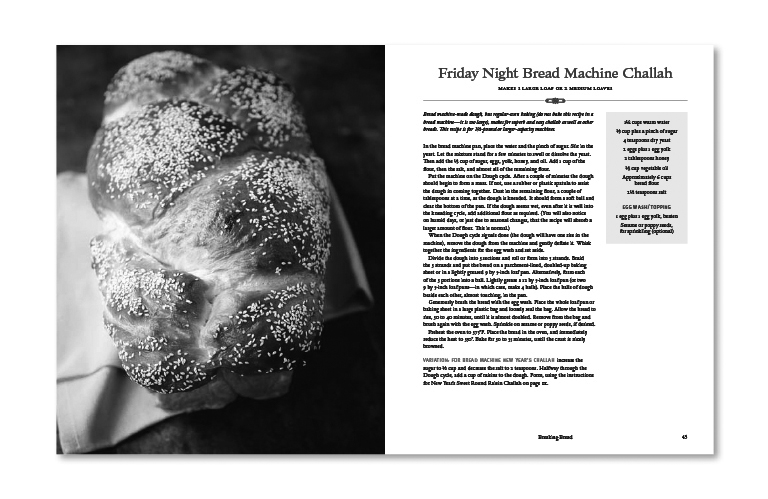 Friday Night Bread Machine Challah
MAKES 1 LARGE LOAF OR 2 MEDIUM LOAVES
Bread machine-made dough, but regular-oven baking (do not bake this recipe in a
bread machine—it is too large), makes for superb and easy challah as well as other
breads. This recipe is for 1½-pound or larger-capacity machines.
In the bread machine pan, place the water and the pinch of sugar. Stir in the
yeast. Let the mixture stand for a few minutes to swell or dissolve the yeast.
Then add the ⅔ cup of sugar, eggs, yolk, honey, and oil. Add 1 cup of the
flour, then the salt, and almost all of the remaining flour.
Put the machine on the Dough cycle. After a couple of minutes the dough
should begin to form a mass. If not, use a rubber or plastic spatula to assist
the dough in coming together. Dust in the remaining flour, a couple of
tablespoons at a time, as the dough is kneaded. It should form a soft ball and
clear the bottom of the pan. If the dough seems wet, even after it is well into
the kneading cycle, add additional flour as required. (You will also notice
on humid days, or just due to seasonal changes, that the recipe will absorb a
larger amount of flour. This is normal.)
When the Dough cycle signals done (the dough will have one rise in the
machine), remove the dough from the machine and gently deflate it. Whisk
together the ingredients for the egg wash and set aside.
Divide the dough into 3 sections and roll or form into 3 strands. Braid
the 3 strands and put the bread on a parchment-lined, doubled-up baking
sheet or in a lightly greased 9 by 5-inch loaf pan. Alternatively, from each
of the 3 portions into a ball. Lightly grease a 12 by 5-inch loaf pan (or two
9 by 5-inch loaf pans—in which case, make 4 balls). Place the balls of dough
beside each other, almost touching, in the pan.
Generously brush the bread with the egg wash. Place the whole loaf pan or
baking sheet in a large plastic bag and loosely seal the bag. Allow the bread to
rise, 30 to 40 minutes, until it is almost doubled. Remove from the bag and
brush again with the egg wash. Sprinkle on sesame or poppy seeds, if desired.
Preheat the oven to 375°F. Place the bread in the oven, and immediately
reduce the heat to 350°. Bake for 30 to 35 minutes, until the crust is nicely
browned.
VARIATION: FOR BREAD MACHINE NEW YEAR'S CHALLAH Increase the
sugar to ⅔ cup and decrease the salt to 2 teaspoons. Halfway through the
Dough cycle, add a cup of raisins to the dough. Form, using the instructions
for New Year's Sweet Round Raisin Challah on page xx.
cups warm water
cup plus a pinch of sugar
4 teaspoons dry yeast
2 eggs plus 1 egg yolk
2 tablespoons honey
cup vegetable oil
Approximately 6 cups
bread flour
teaspoons salt
EGG WASH/TOPPING
1 egg plus 1 egg yolk, beaten
Sesame or poppy seeds,
for sprinkling (optional)
Breaking Bread
45